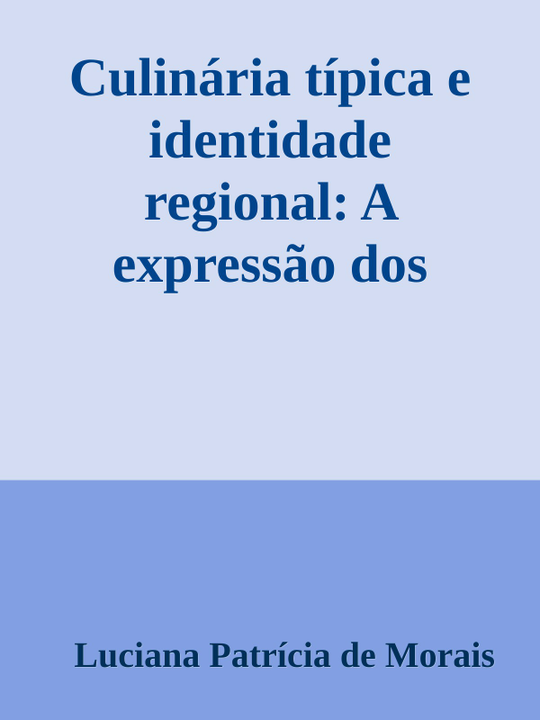 Culinária típica e
identidade
regional: A
expressão dos
Luciana Patrícia de Morais